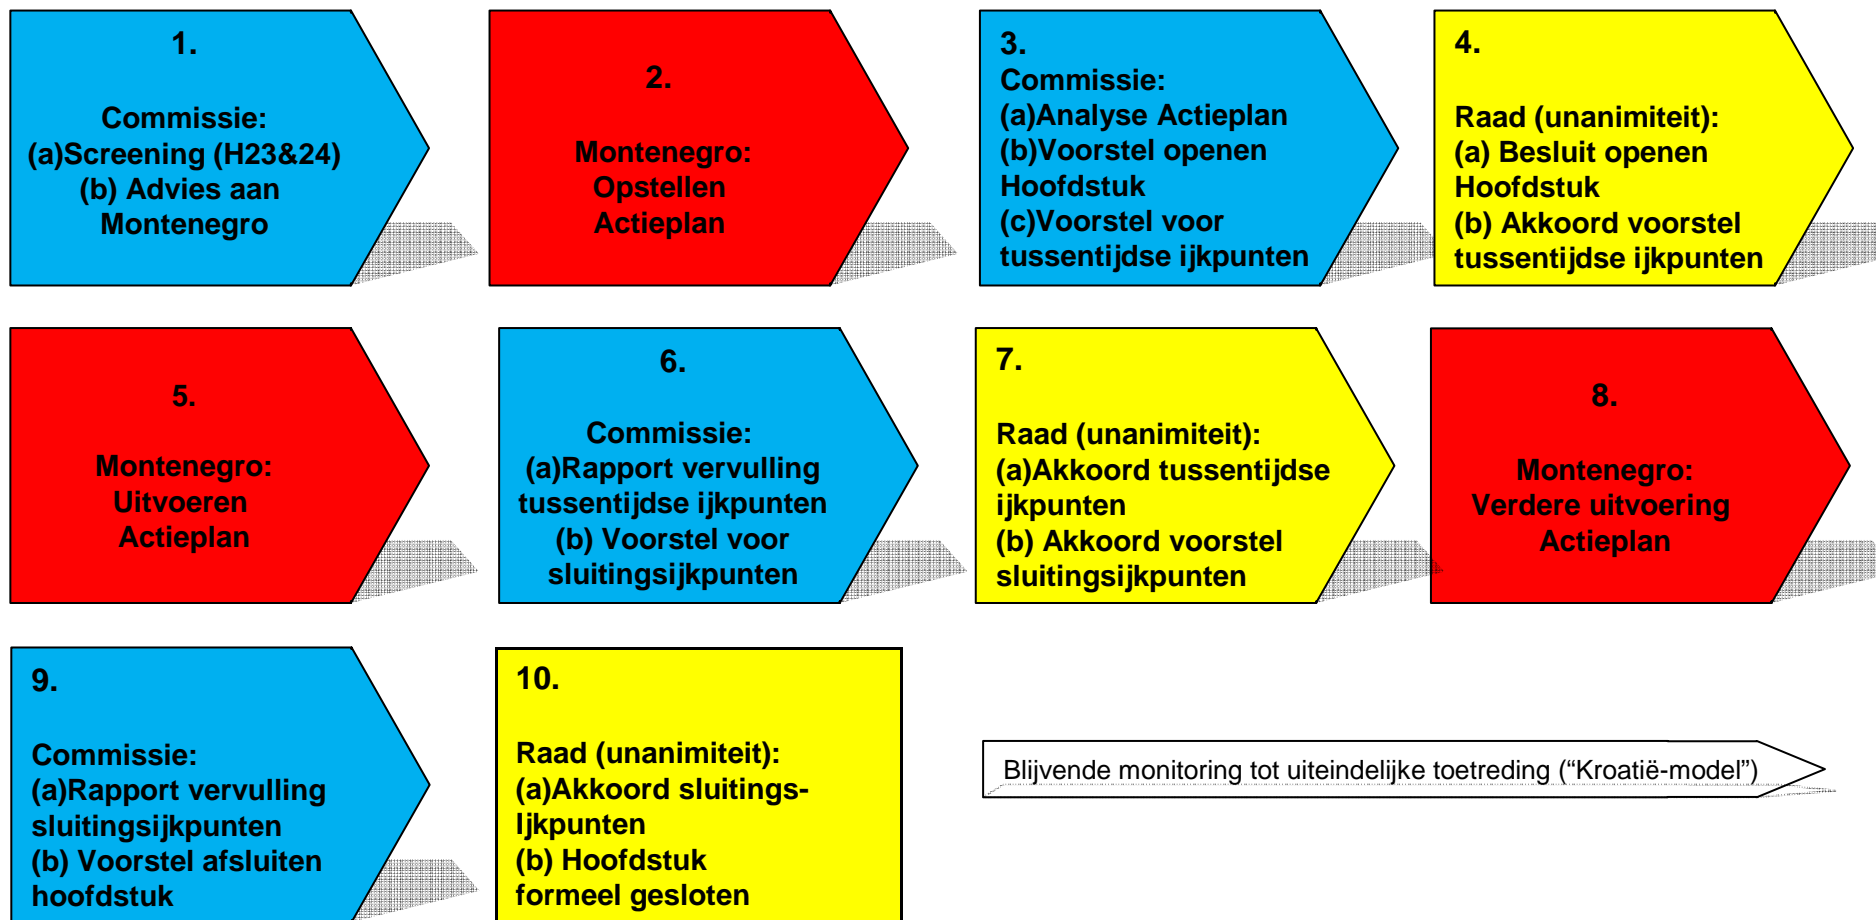 1.
Commissie:
(a)Screening (H23&24)
(b) Advies aan
Montenegro
2.
Montenegro:
Opstellen
Actieplan
3.
Commissie:
(a)Analyse Actieplan
(b)Voorstel openen
Hoofdstuk
(c)Voorstel voor
tussentijdse ijkpunten
4.
Raad (unanimiteit):
(a) Besluit openen
Hoofdstuk
(b) Akkoord voorstel
tussentijdse ijkpunten
5.
Montenegro:
Uitvoeren
Actieplan
6.
Commissie:
(a)Rapport vervulling
tussentijdse ijkpunten
(b) Voorstel voor
sluitingsijkpunten
7.
Raad (unanimiteit):
(a)Akkoord tussentijdse
ijkpunten
(b) Akkoord voorstel
sluitingsijkpunten
8.
Montenegro:
Verdere uitvoering
Actieplan
9.
Commissie:
(a)Rapport vervulling
sluitingsijkpunten
(b) Voorstel afsluiten
hoofdstuk
10.
Raad (unanimiteit):
(a)Akkoord sluitings-
Ijkpunten
(b) Hoofdstuk
formeel gesloten
Blijvende monitoring tot uiteindelijke toetreding (“Kroatië-model”)